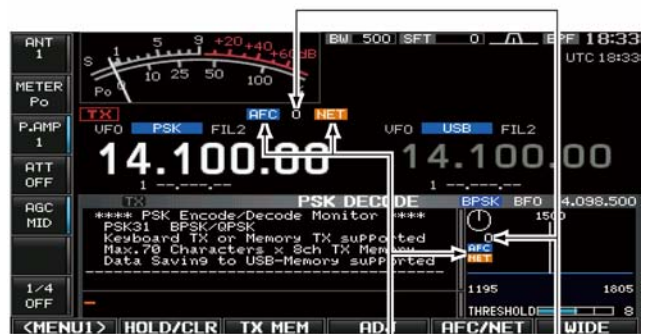 ANT
1
METER
Po
P.AMP
1
ATT
OFF
AGC
MID
1/4
OFF
S 1 5 9 +20 +40 +60dB
Po 10 25 50 100
BW 500 SFT 0 BPF 18:33
UTC 18:33
TX AFC 0 NET
VFO PSK FIL2
14.100.00
1 --,---.--
VFO USB FIL2
14.100.00
1 --,---.--
TX PSK DECODE
**** PSK Encode/Decode Monitor ****
PSK31 BPSK/QPSK
Keyboard TX or Memory TX supported
Max.70 Characters x 8ch TX Memory
Data Saving to USB-Memory supported
BPSK BFO 4.098.500
1500
0
AFC
NET
1195 1805
THRESHOLD 8
<MENU1> HOLD/CLR TX MEM ADJ AFC/NET WIDE